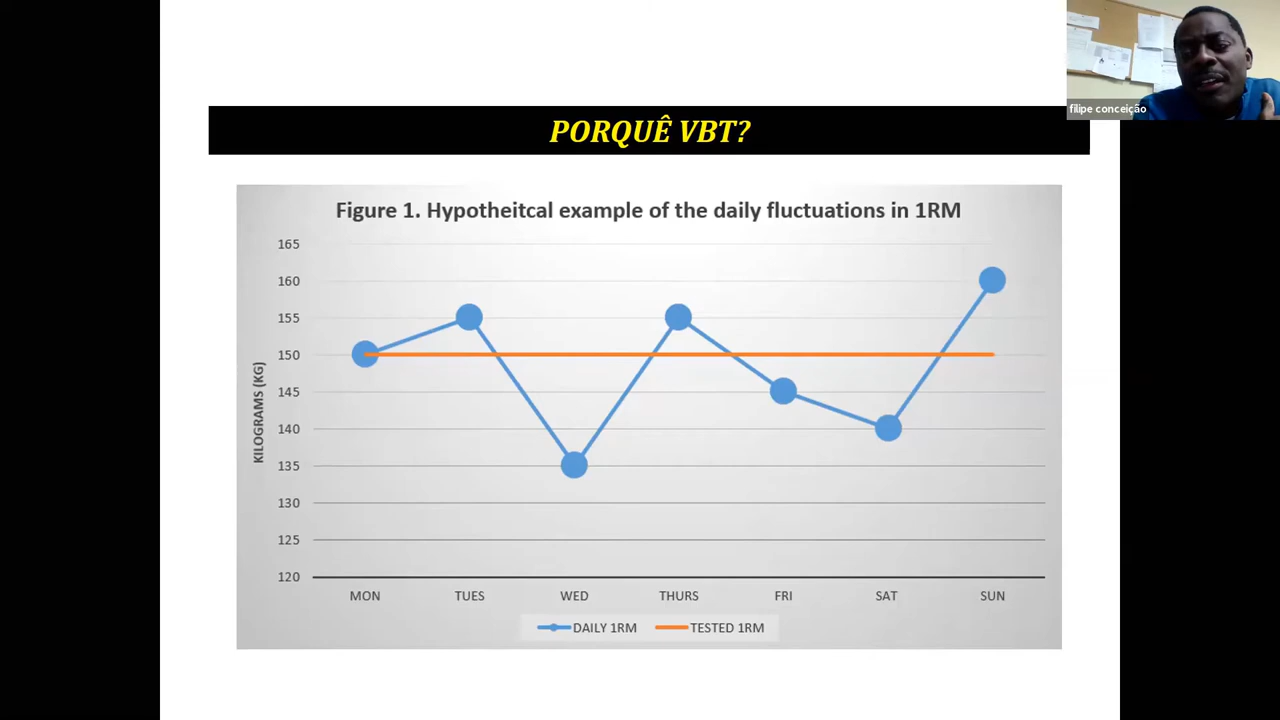 filipe conceição
PORQUÊ VBT?
Figure 1. Hypotheitcal example of the daily fluctuations in 1RM
165
160
155
150
145
140
135
130
125
120
KILOGRAMS (KG)
MON TUES WED THURS FRI SAT SUN
DAILY 1RM TESTED 1RM